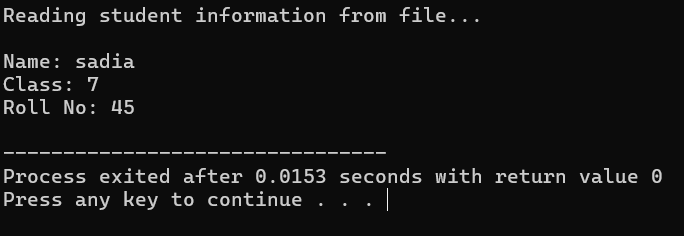 Reading student information from file...
Name: sadia
Class: 7
Roll No: 45
--------------------------------
Process exited after 0.0153 seconds with return value 0
Press any key to continue . . .